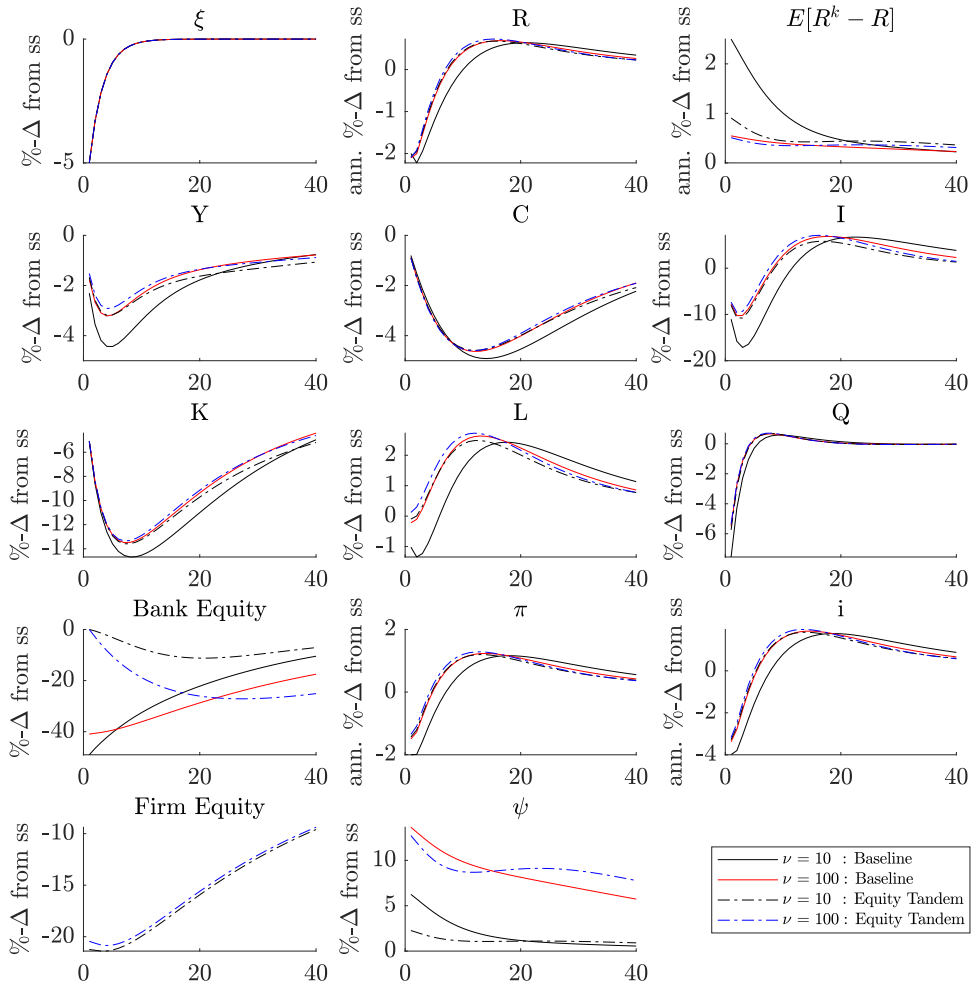 ξ
%-Δ from ss
0
-5
0 20 40
R
ann. %-Δ from ss
0
-1
-2
0 20 40
E[R^k − R]
ann. %-Δ from ss
2
1
0
0 20 40
Y
%-Δ from ss
0
-2
-4
0 20 40
C
%-Δ from ss
0
-2
-4
0 20 40
I
%-Δ from ss
0
-10
-20
0 20 40
K
%-Δ from ss
-6
-8
-10
-12
-14
0 20 40
L
%-Δ from ss
2
1
0
-1
0 20 40
Q
%-Δ from ss
0
-2
-4
-6
0 20 40
Bank Equity
%-Δ from ss
0
-20
-40
0 20 40
π
ann. %-Δ from ss
2
0
-2
0 20 40
i
ann. %-Δ from ss
2
0
-2
-4
0 20 40
Firm Equity
%-Δ from ss
-10
-15
-20
0 20 40
ψ
%-Δ from ss
10
5
0
0 20 40
ν = 10 : Baseline
ν = 100 : Baseline
ν = 10 : Equity Tandem
ν = 100 : Equity Tandem